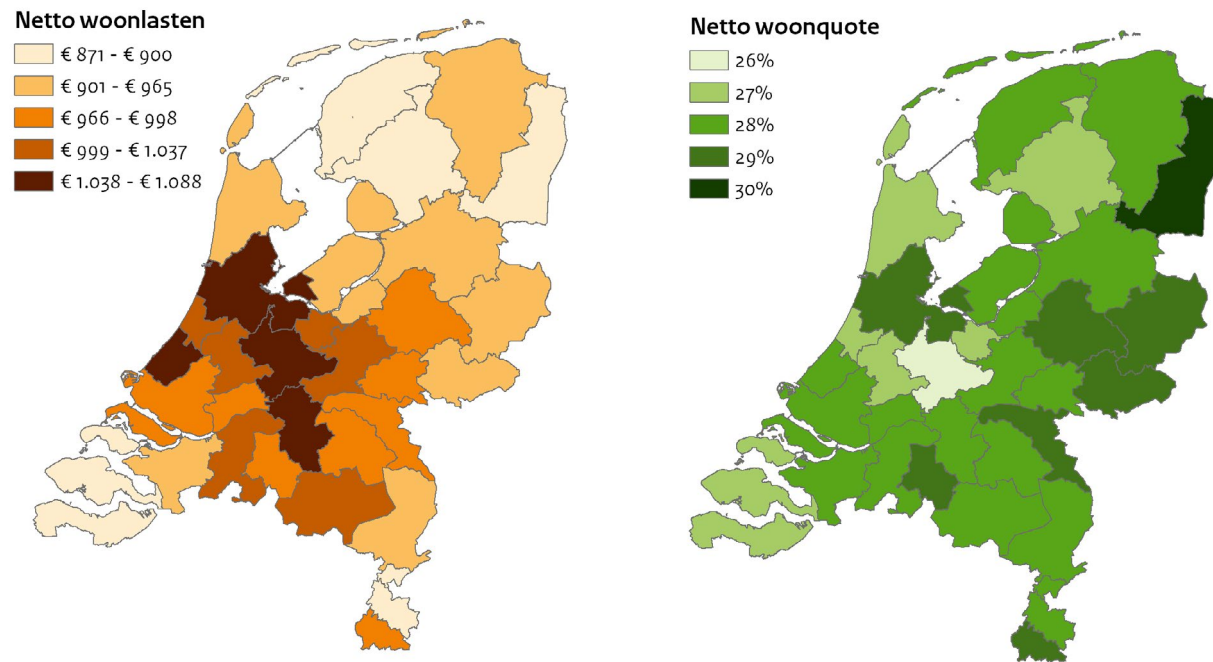 Netto woonlasten
€ 871 - € 900
€ 901 - € 965
€ 966 - € 998
€ 999 - € 1.037
€ 1.038 - € 1.088
Netto woonquote
26%
27%
28%
29%
30%